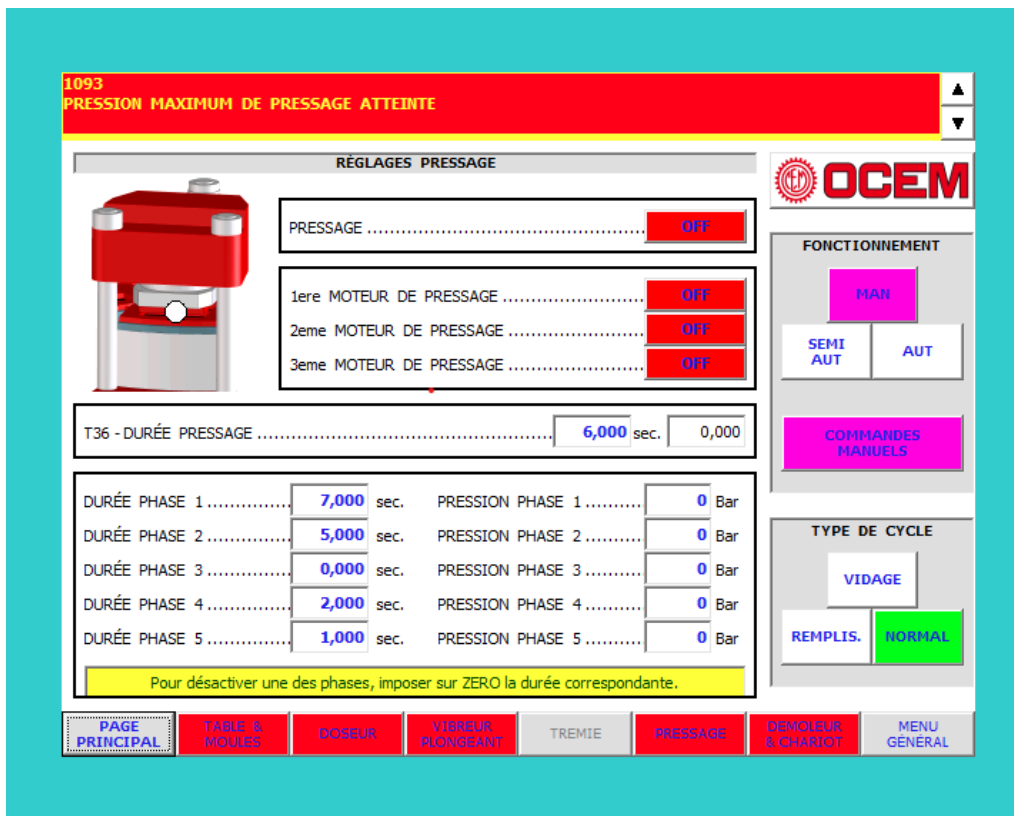 1093
PRESSION MAXIMUM DE PRESSAGE ATTEINTE
RÈGLAGES PRESSAGE
OCEM
PRESSAGE ................................................ OFF
1ere MOTEUR DE PRESSAGE ........................ OFF
2eme MOTEUR DE PRESSAGE ....................... OFF
3eme MOTEUR DE PRESSAGE ....................... OFF
T36 - DURÉE PRESSAGE .................................................... 6,000 sec. 0,000
DURÉE PHASE 1 .............. 7,000 sec. PRESSION PHASE 1 .......... 0 Bar
DURÉE PHASE 2 .............. 5,000 sec. PRESSION PHASE 2 .......... 0 Bar
DURÉE PHASE 3 .............. 0,000 sec. PRESSION PHASE 3 .......... 0 Bar
DURÉE PHASE 4 .............. 2,000 sec. PRESSION PHASE 4 .......... 0 Bar
DURÉE PHASE 5 .............. 1,000 sec. PRESSION PHASE 5 .......... 0 Bar
Pour désactiver une des phases, imposer sur ZERO la durée correspondante.
FONCTIONNEMENT
MAN
SEMI
AUT
AUT
COMMANDES
MANUELS
TYPE DE CYCLE
VIDAGE
REMPLIS.
NORMAL
PAGE
PRINCIPAL
TABLE &
MOULES
DOSEUR
VIBREUR
PLONGEANT
TREMIE
PRESSAGE
DEMOLEUR
& CHARIOT
MENU
GÉNÉRAL